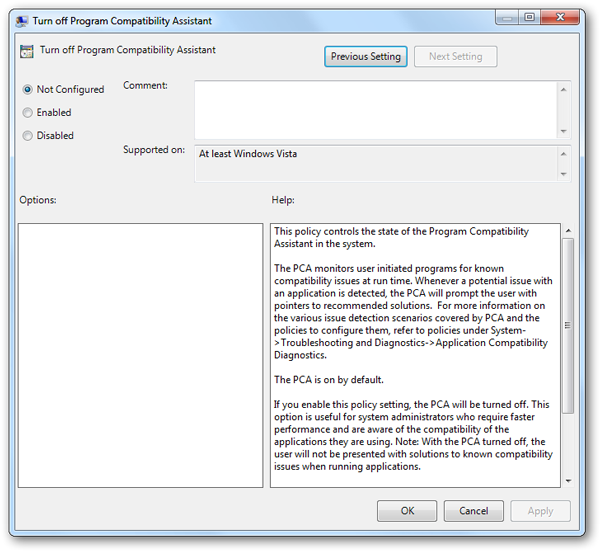 Turn off Program Compatibility Assistant
Turn off Program Compatibility Assistant
Previous Setting
Next Setting
Not Configured
Enabled
Disabled
Comment:
Supported on:
At least Windows Vista
Options:
Help:
This policy controls the state of the Program Compatibility
Assistant in the system.
The PCA monitors user initiated programs for known
compatibility issues at run time. Whenever a potential issue with
an application is detected, the PCA will prompt the user with
pointers to recommended solutions.  For more information on
the various issue detection scenarios covered by PCA and the
policies to configure them, refer to policies under System-
>Troubleshooting and Diagnostics->Application Compatibility
Diagnostics.
The PCA is on by default.
If you enable this policy setting, the PCA will be turned off. This
option is useful for system administrators who require faster
performance and are aware of the compatibility of the
applications they are using. Note: With the PCA turned off, the
user will not be presented with solutions to known compatibility
issues when running applications.
OK
Cancel
Apply